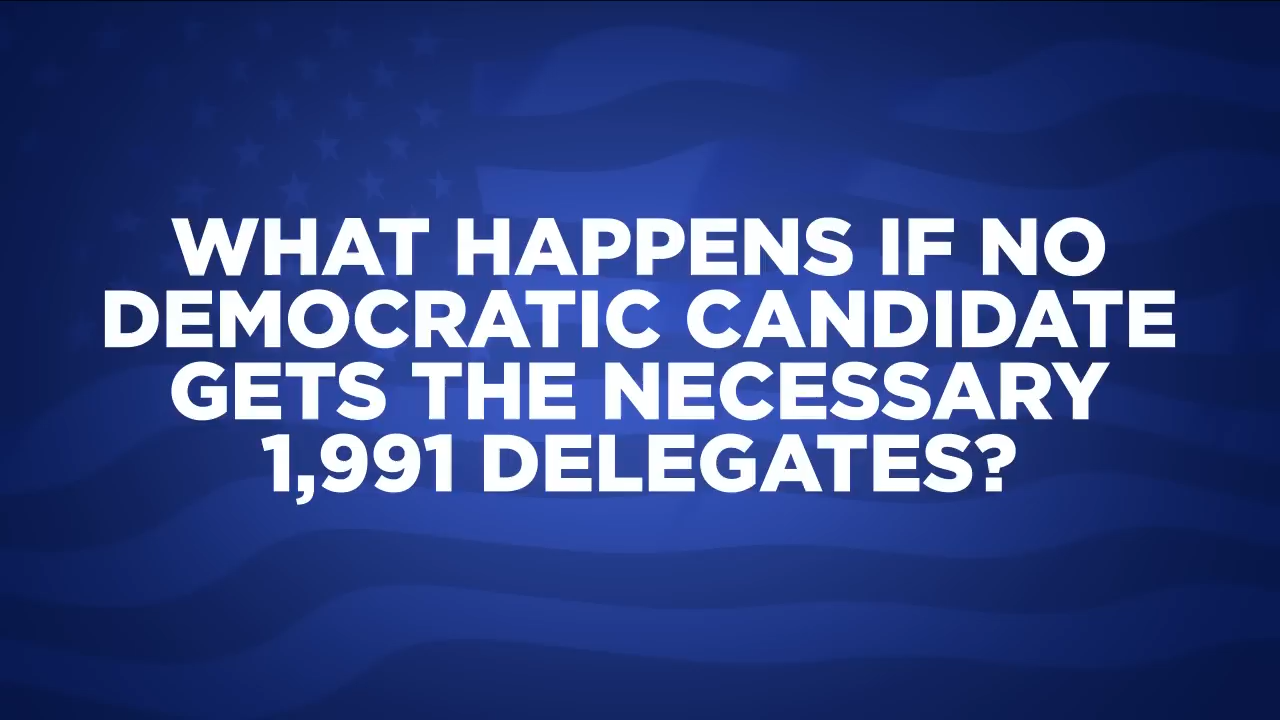 WHAT HAPPENS IF NO
DEMOCRATIC CANDIDATE
GETS THE NECESSARY
1,991 DELEGATES?